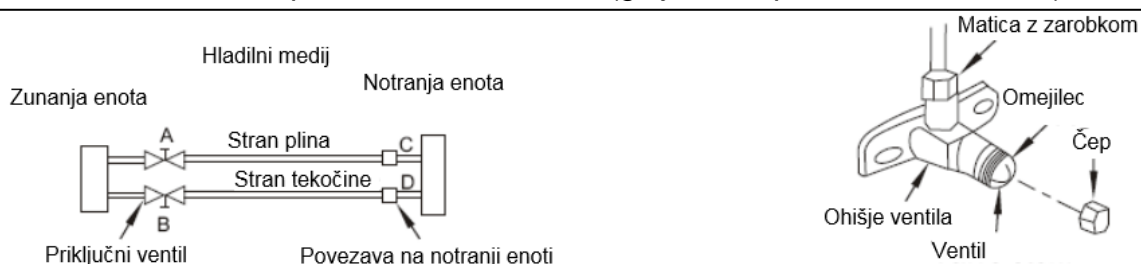 Hladilni medij
Zunanja enota
Notranja enota
A
Stran plina
C
Stran tekočine
D
B
Priključni ventil
Povezava na notranji enoti
Matica z zarobkom
Omejilec
Čep
Ohišje ventila
Ventil